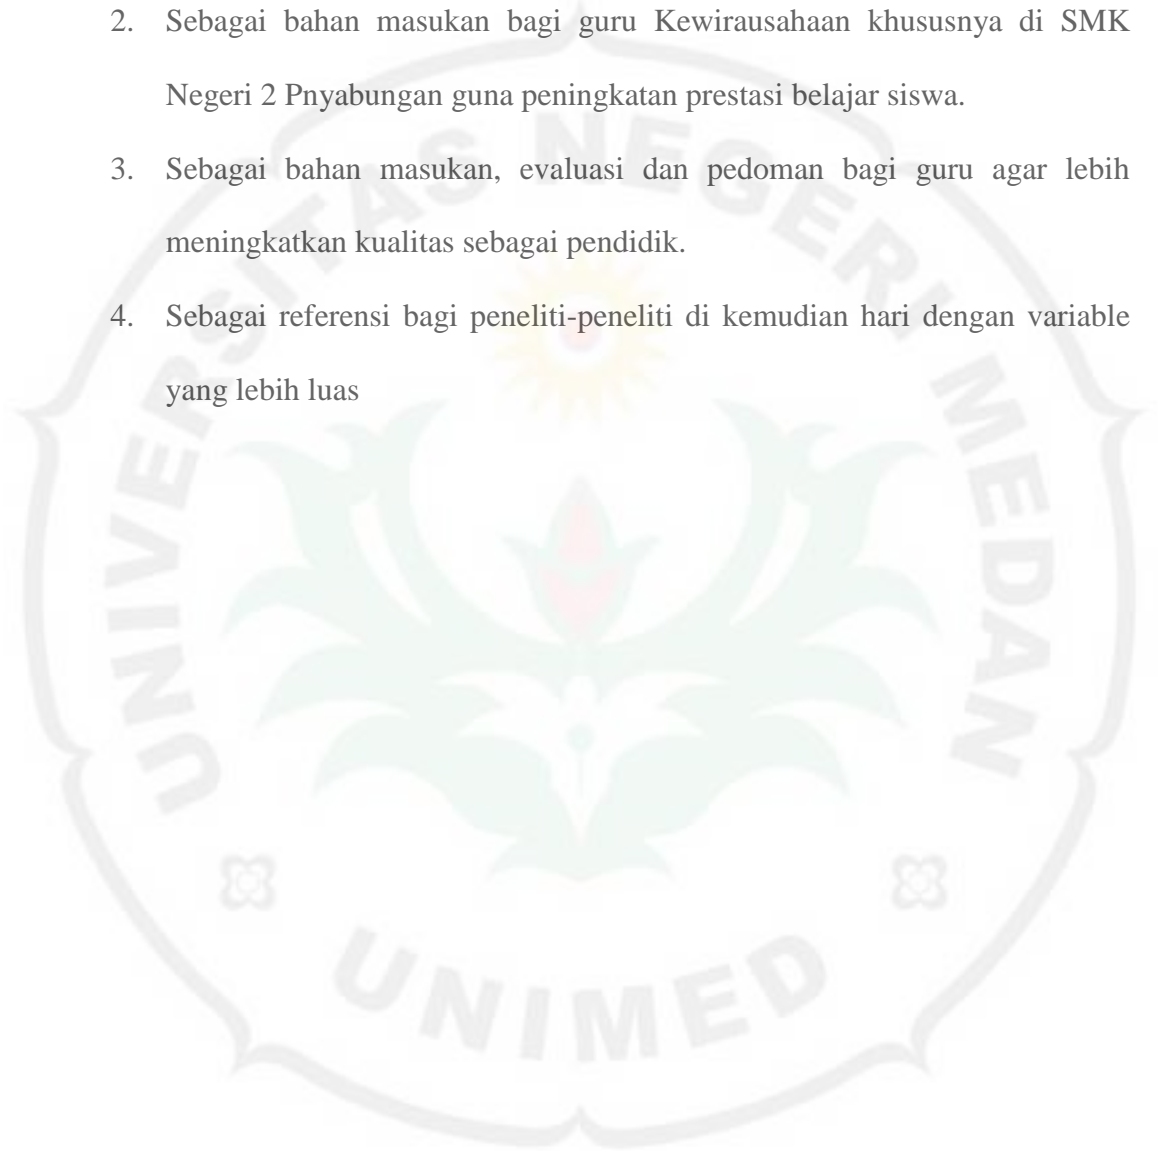 2. Sebagai bahan masukan bagi guru Kewirausahaan khususnya di SMK
Negeri 2 Pnyabungan guna peningkatan prestasi belajar siswa.
3. Sebagai bahan masukan, evaluasi dan pedoman bagi guru agar lebih
meningkatkan kualitas sebagai pendidik.
4. Sebagai referensi bagi peneliti-peneliti di kemudian hari dengan variable
yang lebih luas
UNIVERSITAS NEGERI MEDAN
UNIMED